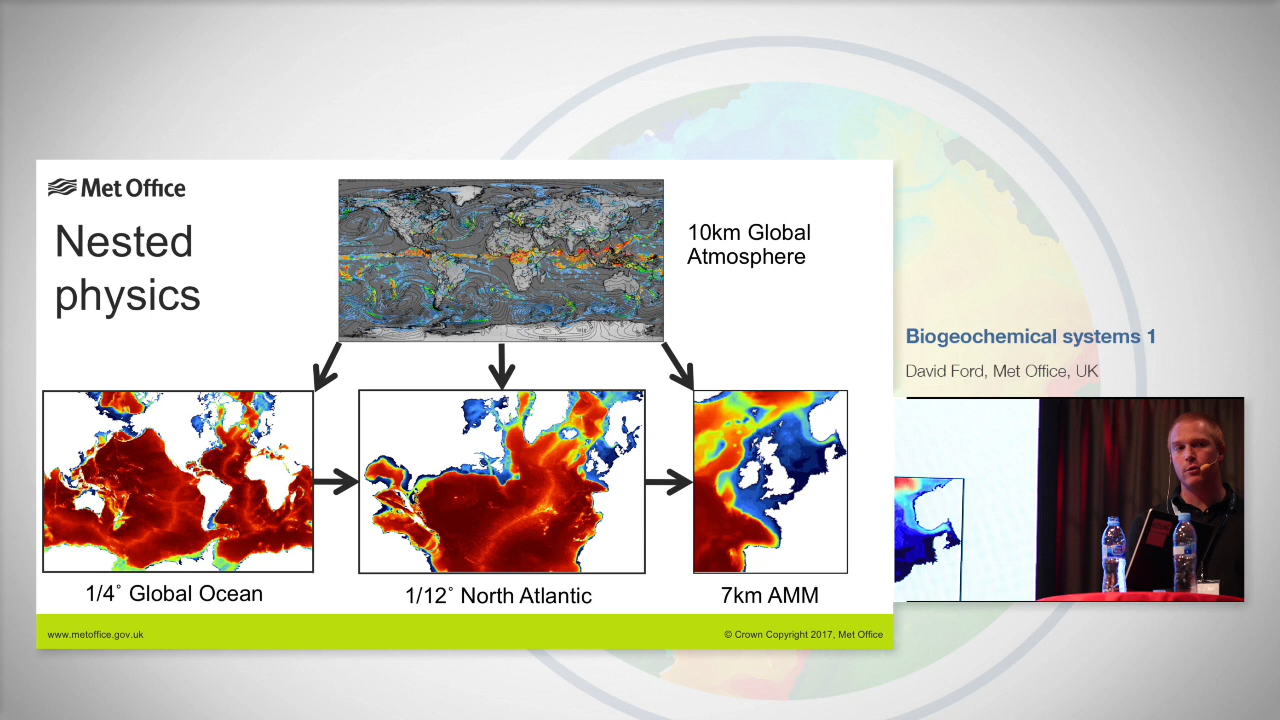 Met Office
Nested
physics
10km Global
Atmosphere
1/4˚ Global Ocean
1/12˚ North Atlantic
7km AMM
www.metoffice.gov.uk
© Crown Copyright 2017, Met Office
Biogeochemical systems 1
David Ford, Met Office, UK